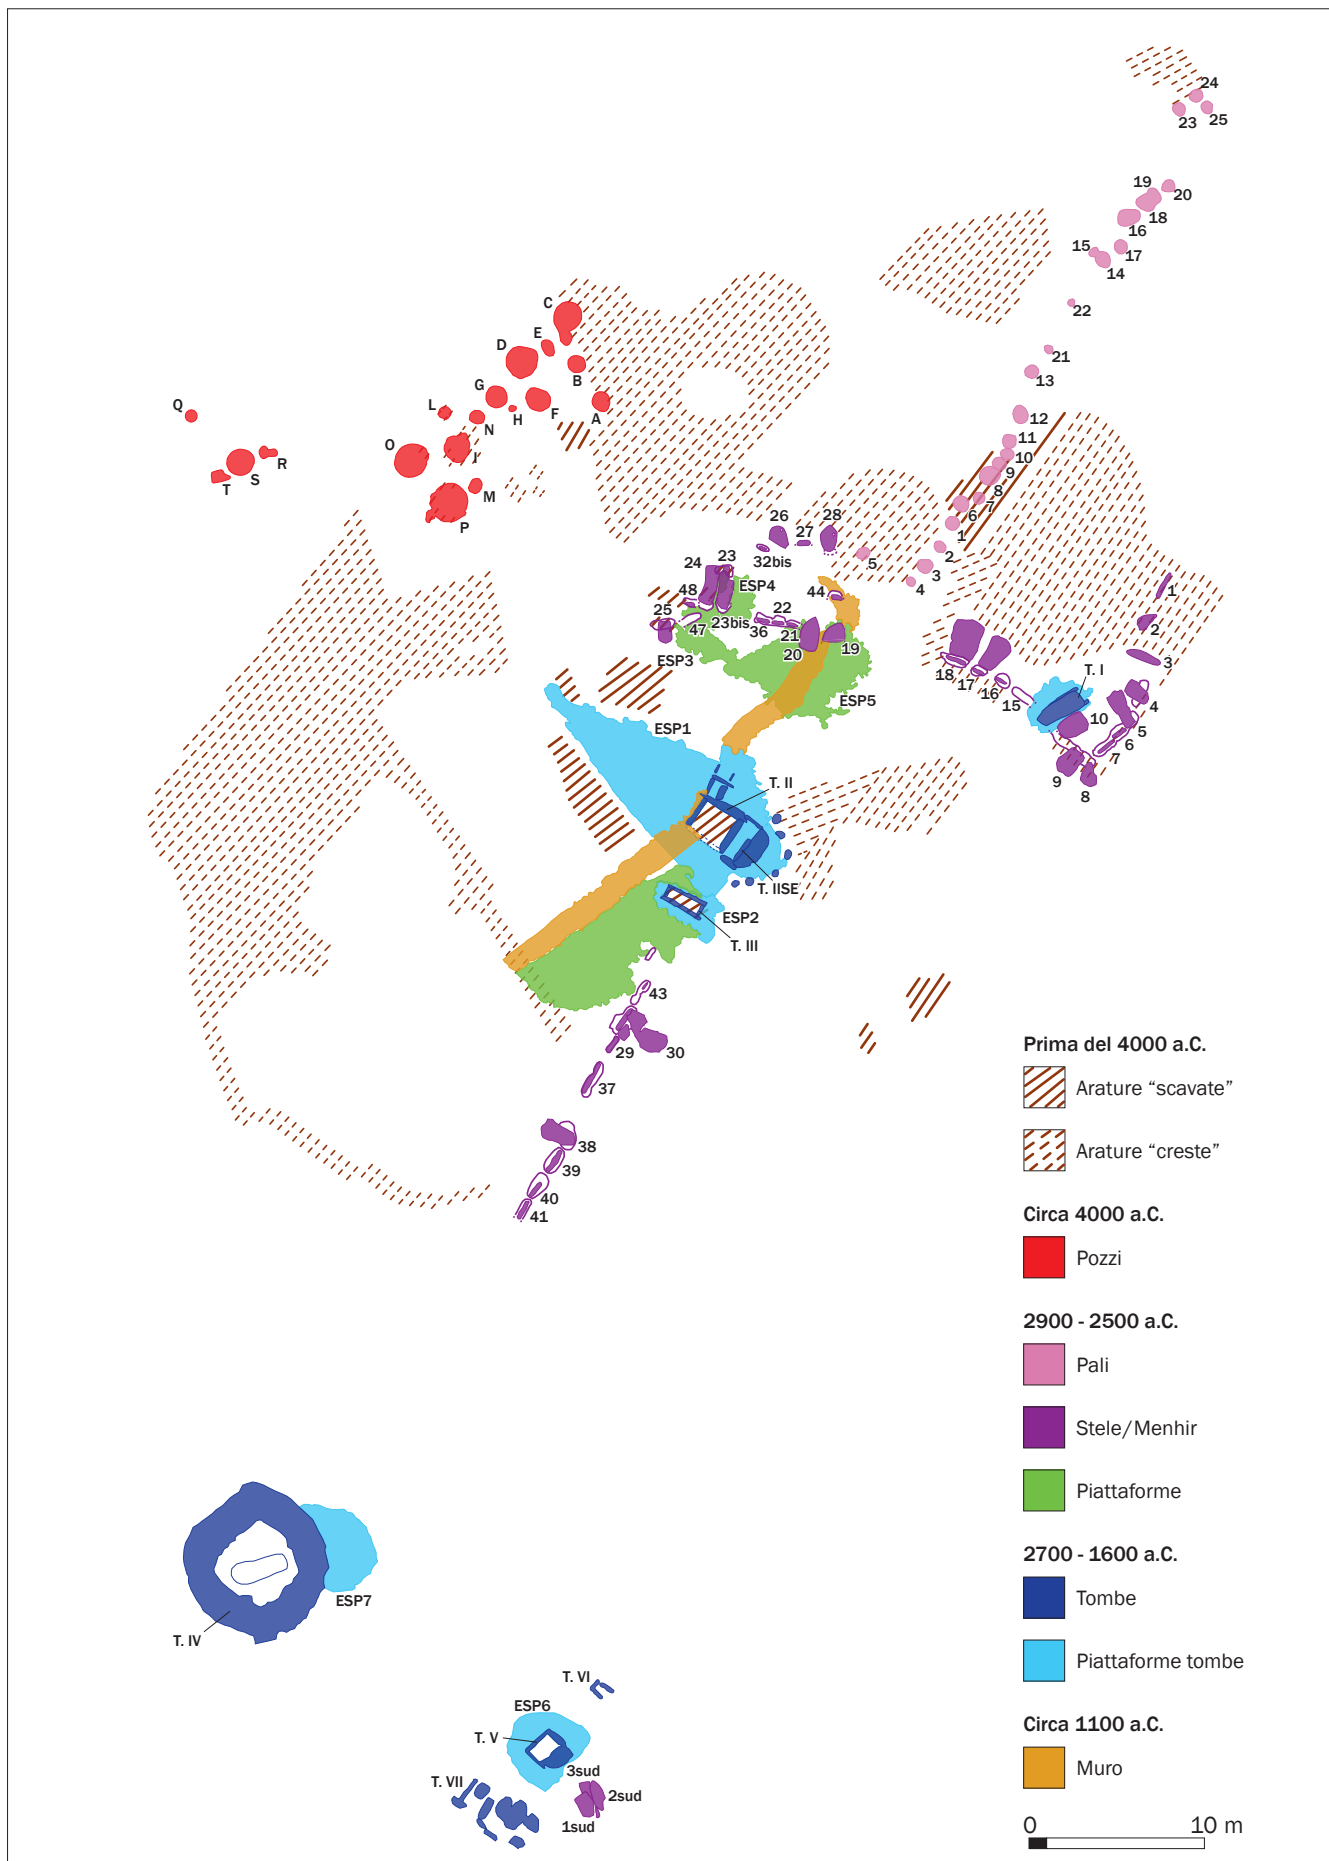 24
23
25
19
20
18
16
15
17
14
22
21
13
12
11
10
9
8
7
6
1
2
3
4
5
C
E
D
B
G
H
F
A
L
N
Q
O
I
R
T
S
M
P
26
27
28
32bis
24
23
ESP4
48
44
25
47
23bis
22
36
21
20
19
ESP3
ESP5
1
2
3
18
17
16
15
T. I
4
10
5
6
7
9
8
ESP1
T. II
T. IISE
ESP2
T. III
43
29
30
37
38
39
40
41
Prima del 4000 a.C.
Arature “scavate”
Arature “creste”
Circa 4000 a.C.
Pozzi
2900 - 2500 a.C.
Pali
Stele/Menhir
Piattaforme
2700 - 1600 a.C.
Tombe
Piattaforme tombe
Circa 1100 a.C.
Muro
0 10 m
ESP7
T. IV
T. VI
ESP6
T. V
3sud
T. VII
2sud
1sud